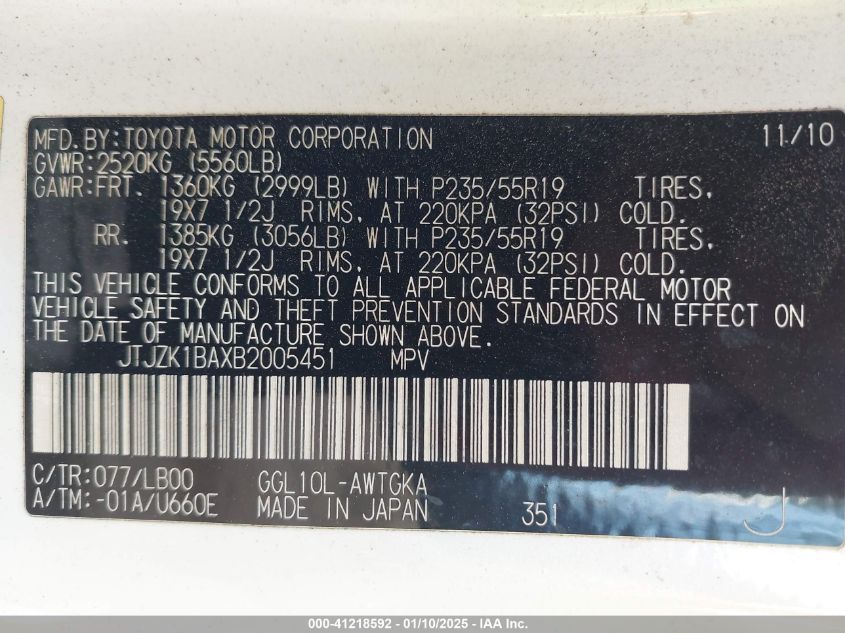 MFD.BY:TOYOTA MOTOR CORPORATION 11/10
GVWR:2520KG (5560LB)
GAWR:FRT. 1360KG (2999LB) WITH P235/55R19 TIRES,
19X7 1/2J RIMS, AT 220KPA (32PSI) COLD.
RR. 1385KG (3056LB) WITH P235/55R19 TIRES,
19X7 1/2J RIMS, AT 220KPA (32PSI) COLD.
THIS VEHICLE CONFORMS TO ALL APPLICABLE FEDERAL MOTOR
VEHICLE SAFETY AND THEFT PREVENTION STANDARDS IN EFFECT ON
THE DATE OF MANUFACTURE SHOWN ABOVE.
JTJZK1BAXB2005451 MPV
C/TR:077/LB00 GGL10L-AWTGKA
A/TM:-01A/U660E MADE IN JAPAN 351 J
000-41218592 - 01/10/2025 - IAA Inc.